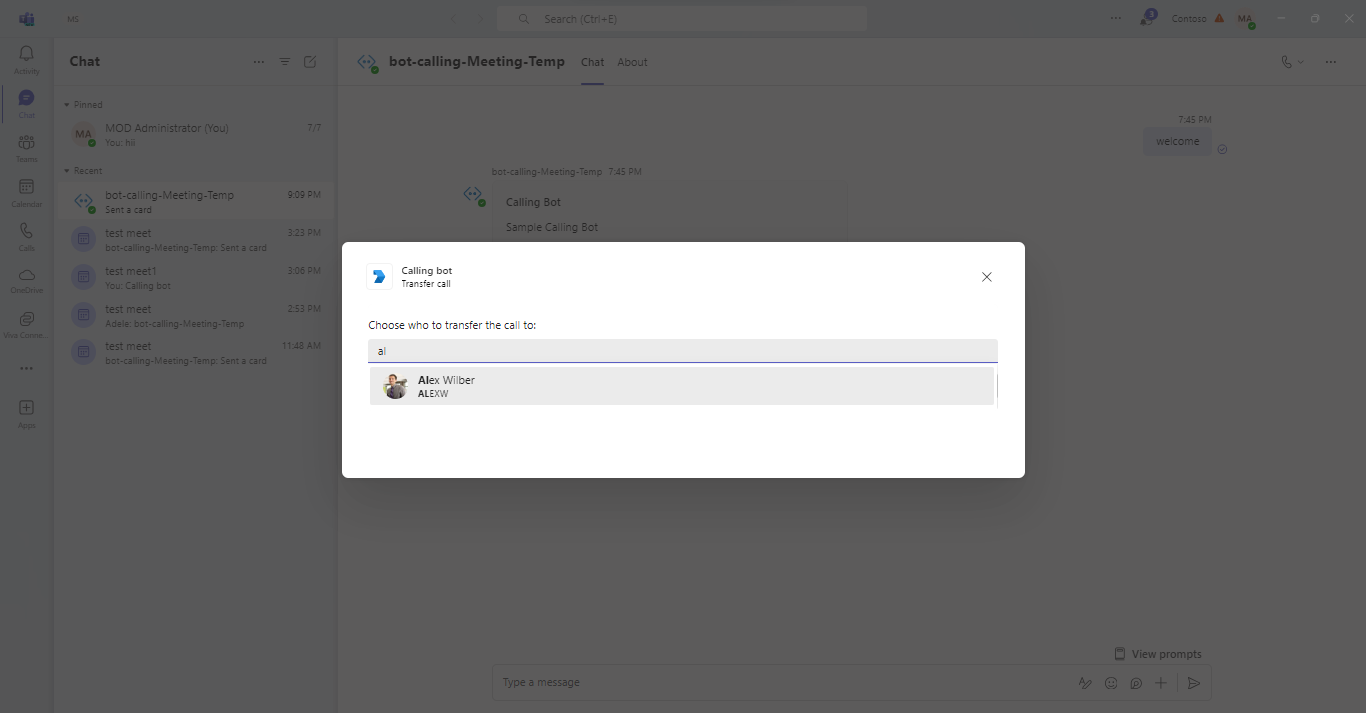 MS
Search (Ctrl+E)
3
Contoso
MA
Activity
Chat
Teams
Calendar
Calls
OneDrive
Viva Conne...
Apps
Chat
Pinned
MA
MOD Administrator (You)
7/7
You: hii
Recent
bot-calling-Meeting-Temp
9:09 PM
Sent a card
test meet
3:23 PM
bot-calling-Meeting-Temp: Sent a card
test meet1
3:06 PM
You: Calling bot
test meet
2:53 PM
Adele: bot-calling-Meeting-Temp
test meet
11:48 AM
bot-calling-Meeting-Temp: Sent a card
bot-calling-Meeting-Temp
Chat
About
7:45 PM
welcome
bot-calling-Meeting-Temp 7:45 PM
Calling Bot
Sample Calling Bot
Calling bot
Transfer call
Choose who to transfer the call to:
al
Alex Wilber
ALEXW
View prompts
Type a message